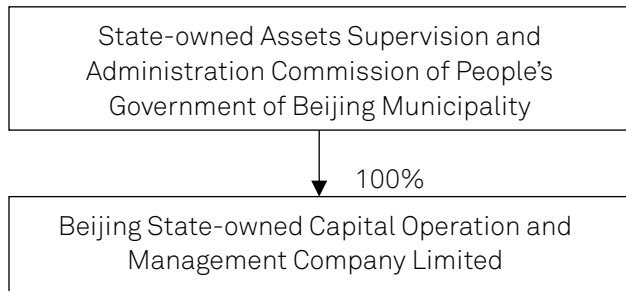 State-owned Assets Supervision and
Administration Commission of People’s
Government of Beijing Municipality
100%
Beijing State-owned Capital Operation and
Management Company Limited